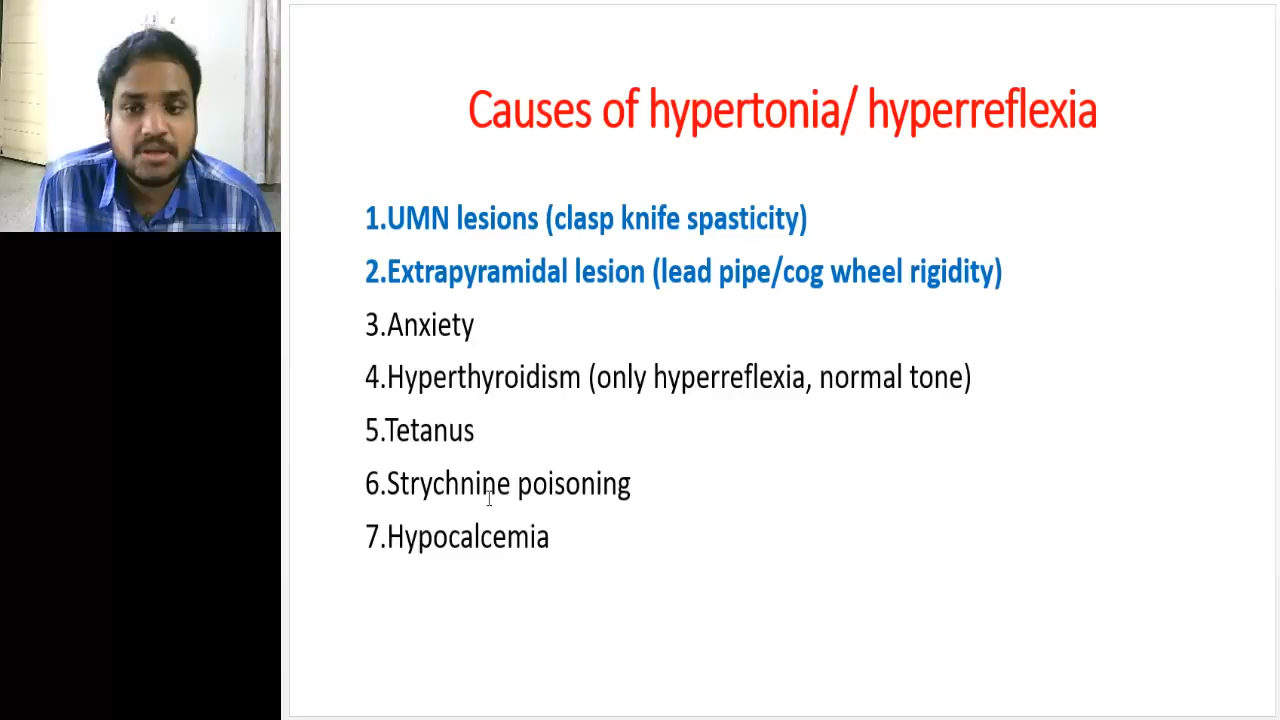 Causes of hypertonia/ hyperreflexia
1.UMN lesions (clasp knife spasticity)
2.Extrapyramidal lesion (lead pipe/cog wheel rigidity)
3.Anxiety
4.Hyperthyroidism (only hyperreflexia, normal tone)
5.Tetanus
6.Strychnine poisoning
7.Hypocalcemia